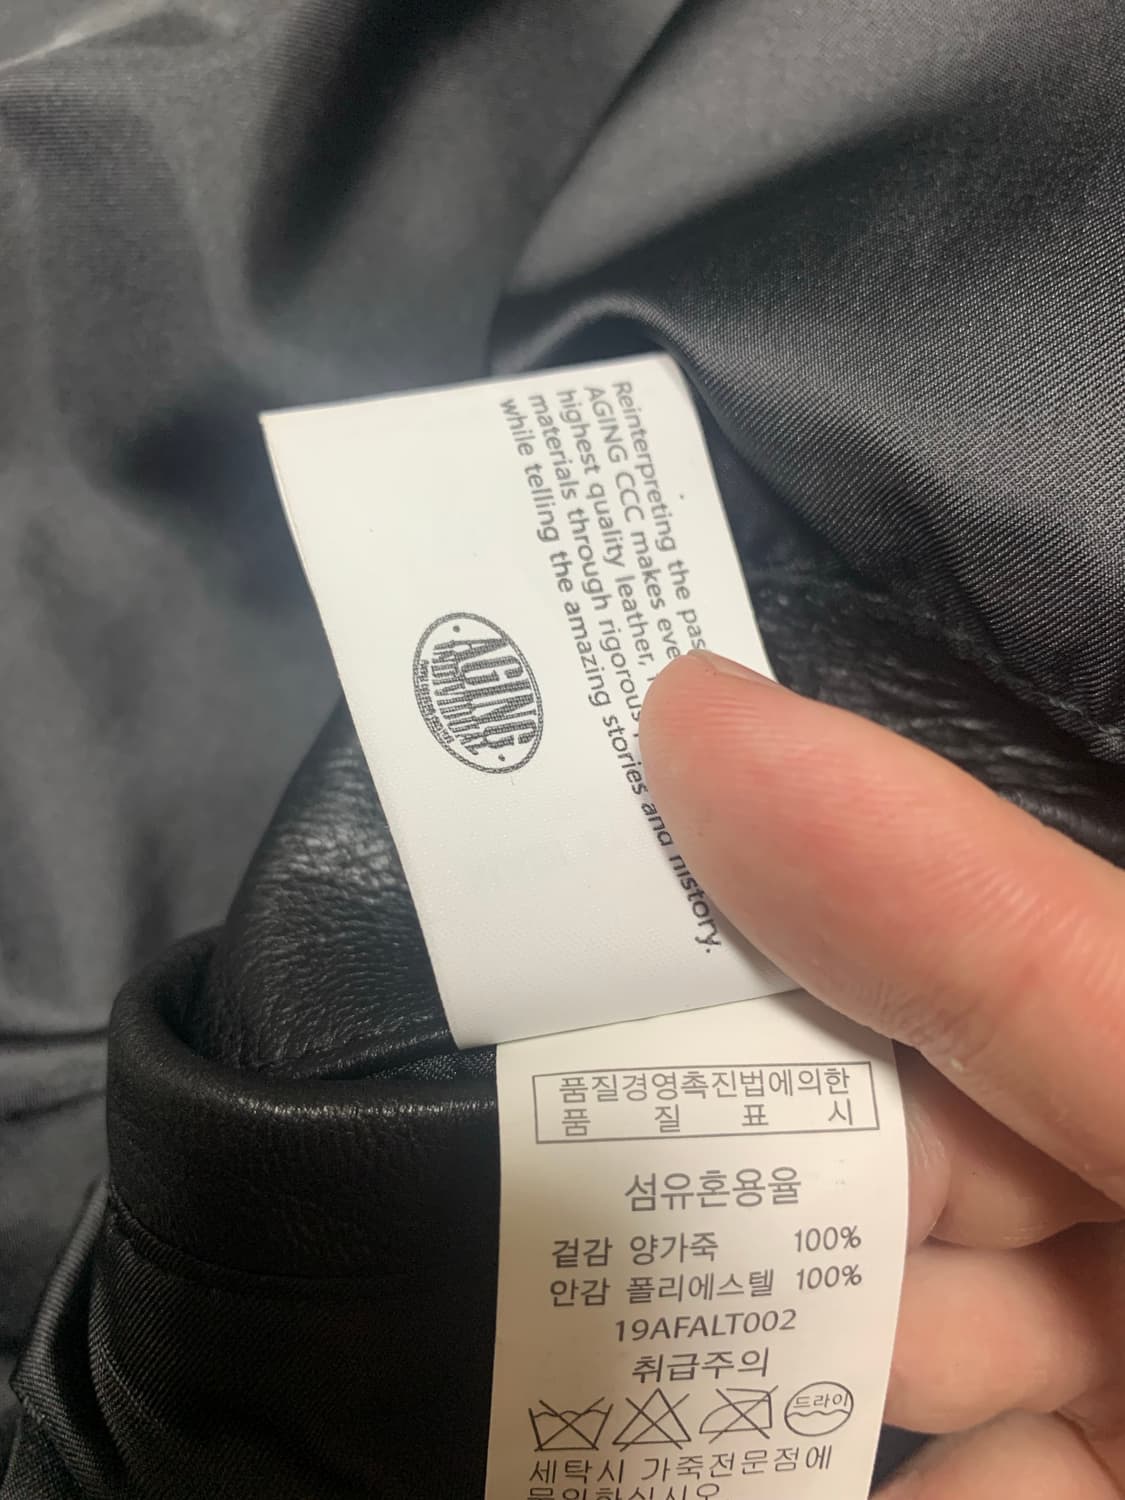 Reinterpreting the
AGING CCC makes
highest quality leather,
materials through rigorous
while telling the amazing stories and history.
AGING
INDIVIDUAL
품질경영촉진법에의한
품 질 표 시
섬유혼용율
겉감 양가죽 100%
안감 폴리에스텔 100%
19AFALT002
취급주의
드라이
세탁시 가죽전문점에